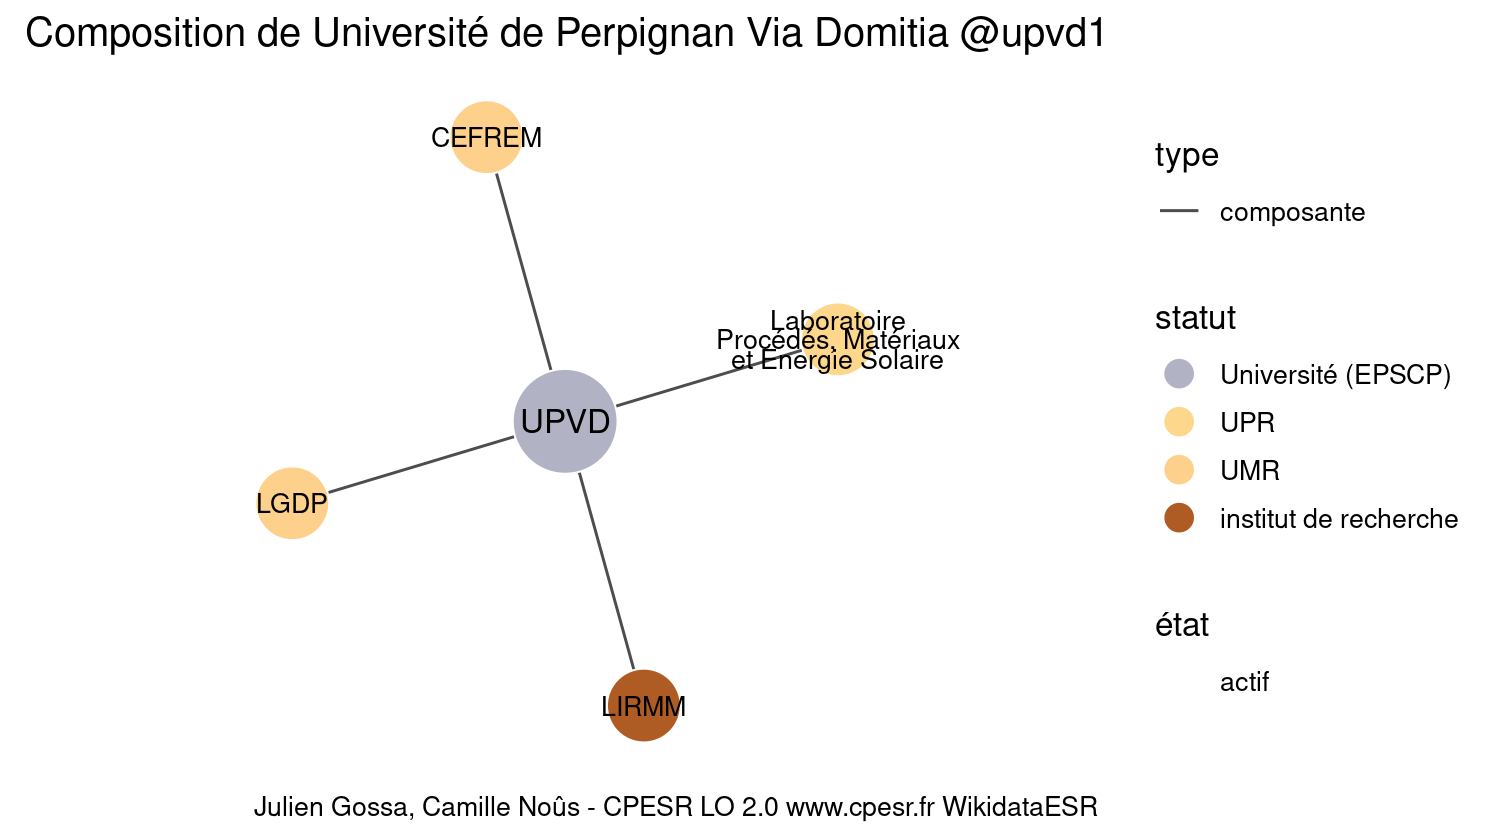 Composition de Université de Perpignan Via Domitia @upvd1
CEFREM
Laboratoire
Procédés, Matériaux
et Energie Solaire
UPVD
LGDP
LIRMM
type
composante
statut
Université (EPSCP)
UPR
UMR
institut de recherche
état
actif
Julien Gossa, Camille Noûs - CPESR LO 2.0 www.cpesr.fr WikidataESR